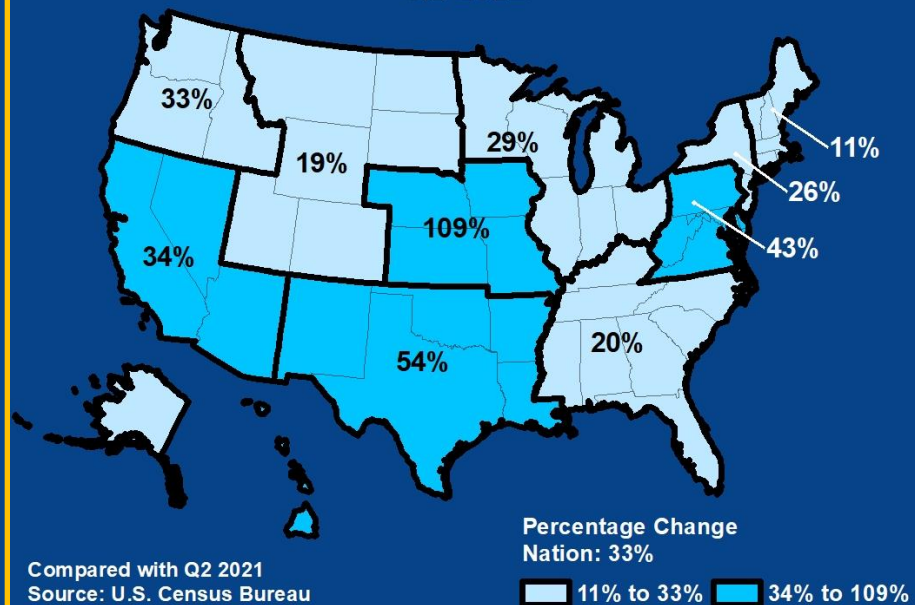 33%
19%
29%
11%
26%
43%
109%
34%
54%
20%
Percentage Change
Nation: 33%
Compared with Q2 2021
Source: U.S. Census Bureau
11% to 33%
34% to 109%